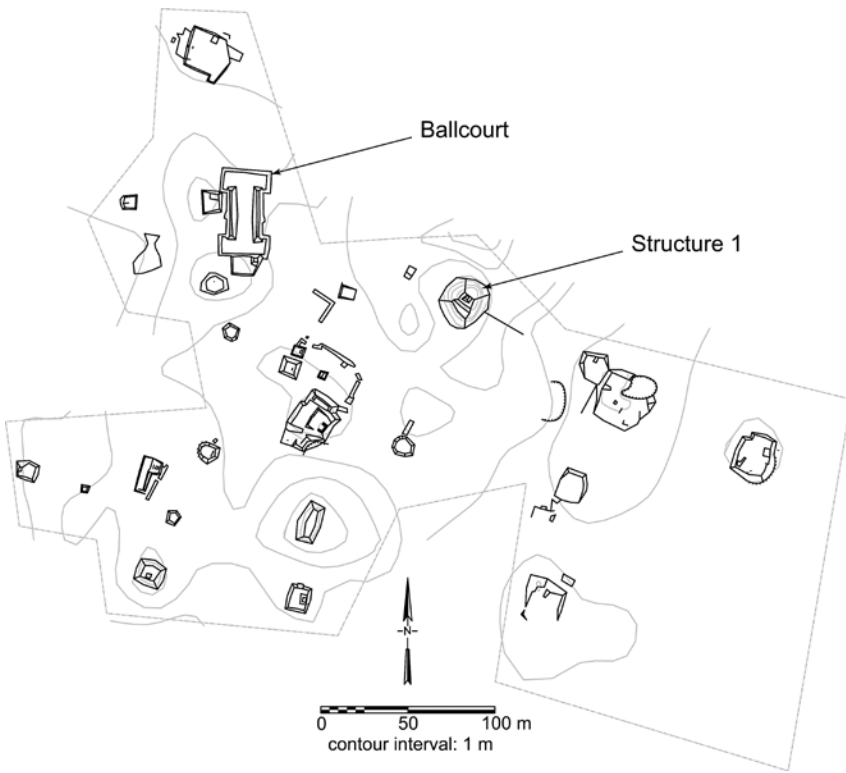 Ballcourt
Structure 1
-N-
0 50 100 m
contour interval: 1 m